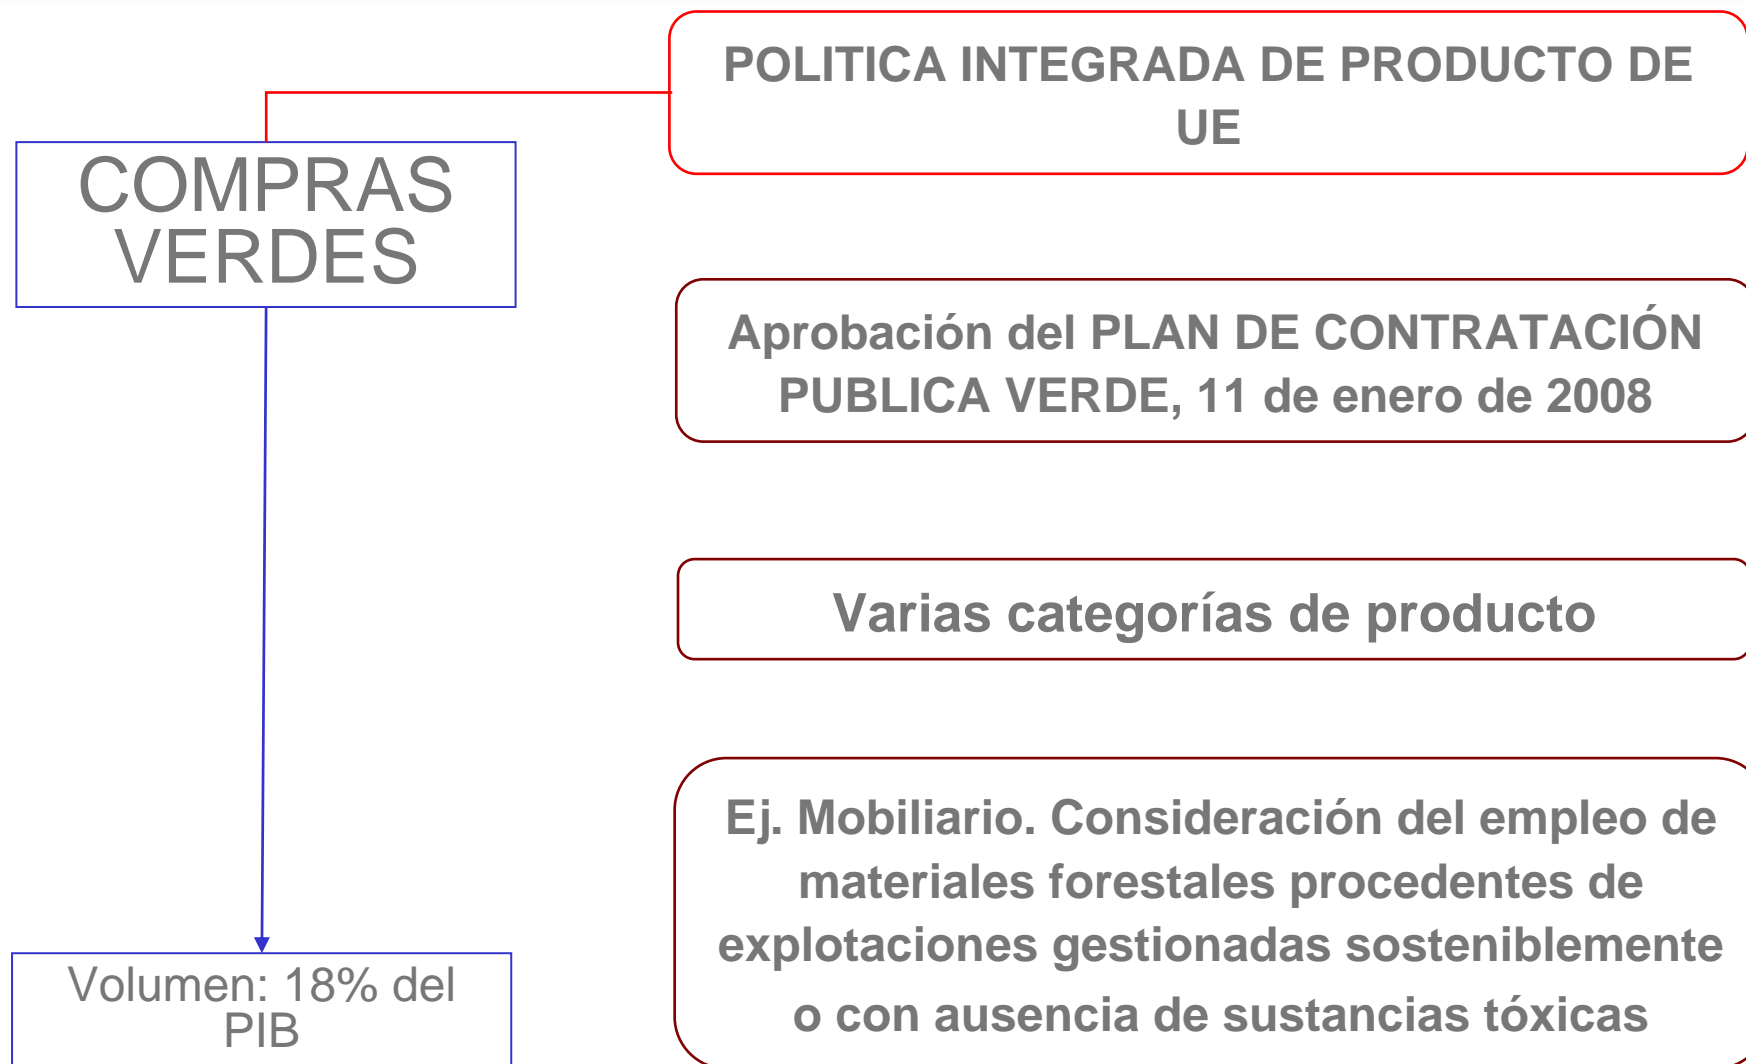 POLITICA INTEGRADA DE PRODUCTO DE
UE
COMPRAS
VERDES
Aprobación del PLAN DE CONTRATACIÓN
PUBLICA VERDE, 11 de enero de 2008
Varias categorías de producto
Ej. Mobiliario. Consideración del empleo de
materiales forestales procedentes de
explotaciones gestionadas sosteniblemente
o con ausencia de sustancias tóxicas
Volumen: 18% del
PIB